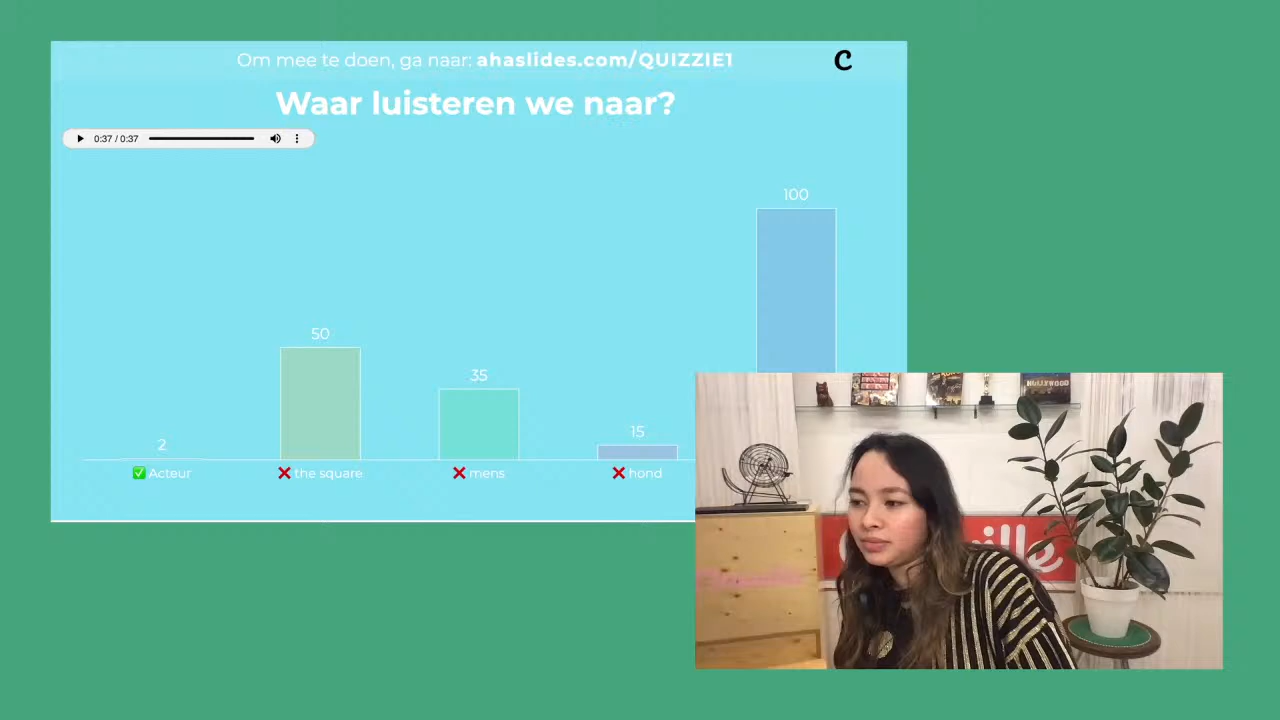 Om mee te doen, ga naar: ahaslides.com/QUIZZIE1
C
Waar luisteren we naar?
0:37 / 0:37
100
50
35
15
2
✅ Acteur
❌ the square
❌ mens
❌ hond
HOLLYWOOD